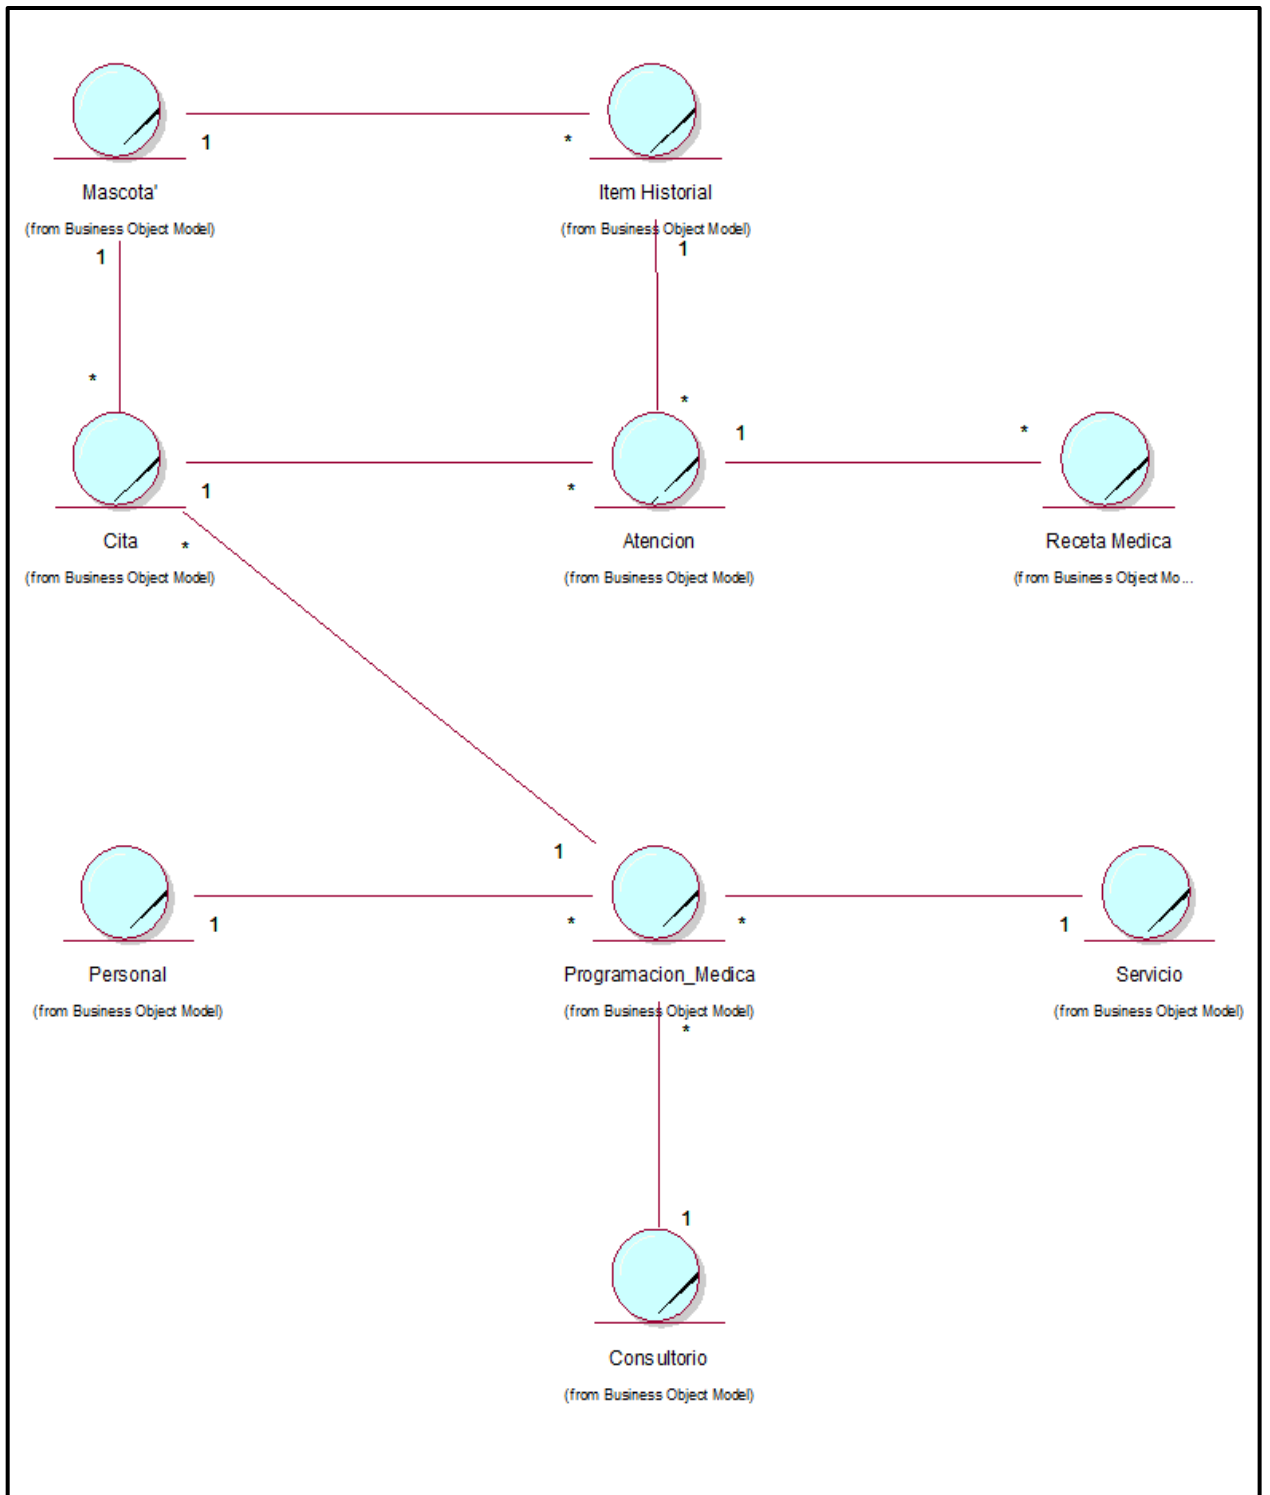 1
*
Mascota'
Item Historial
(from Business Object Model)
(from Business Object Model)
1
1
*
*
1
*
1
*
Cita
*
Atencion
Receta Medica
(from Business Object Model)
(from Business Object Model)
(from Business Object Mo...
1
1
*
*
1
Personal
Programacion_Medica
Servicio
(from Business Object Model)
(from Business Object Model)
(from Business Object Model)
*
1
Consultorio
(from Business Object Model)